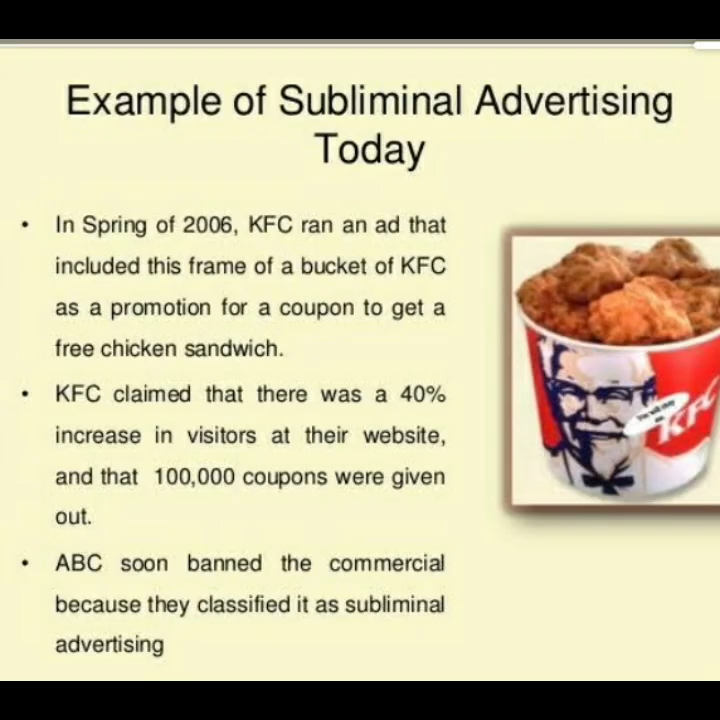 Example of Subliminal Advertising
Today
• In Spring of 2006, KFC ran an ad that
included this frame of a bucket of KFC
as a promotion for a coupon to get a
free chicken sandwich.
• KFC claimed that there was a 40%
increase in visitors at their website,
and that 100,000 coupons were given
out.
• ABC soon banned the commercial
because they classified it as subliminal
advertising
KFC